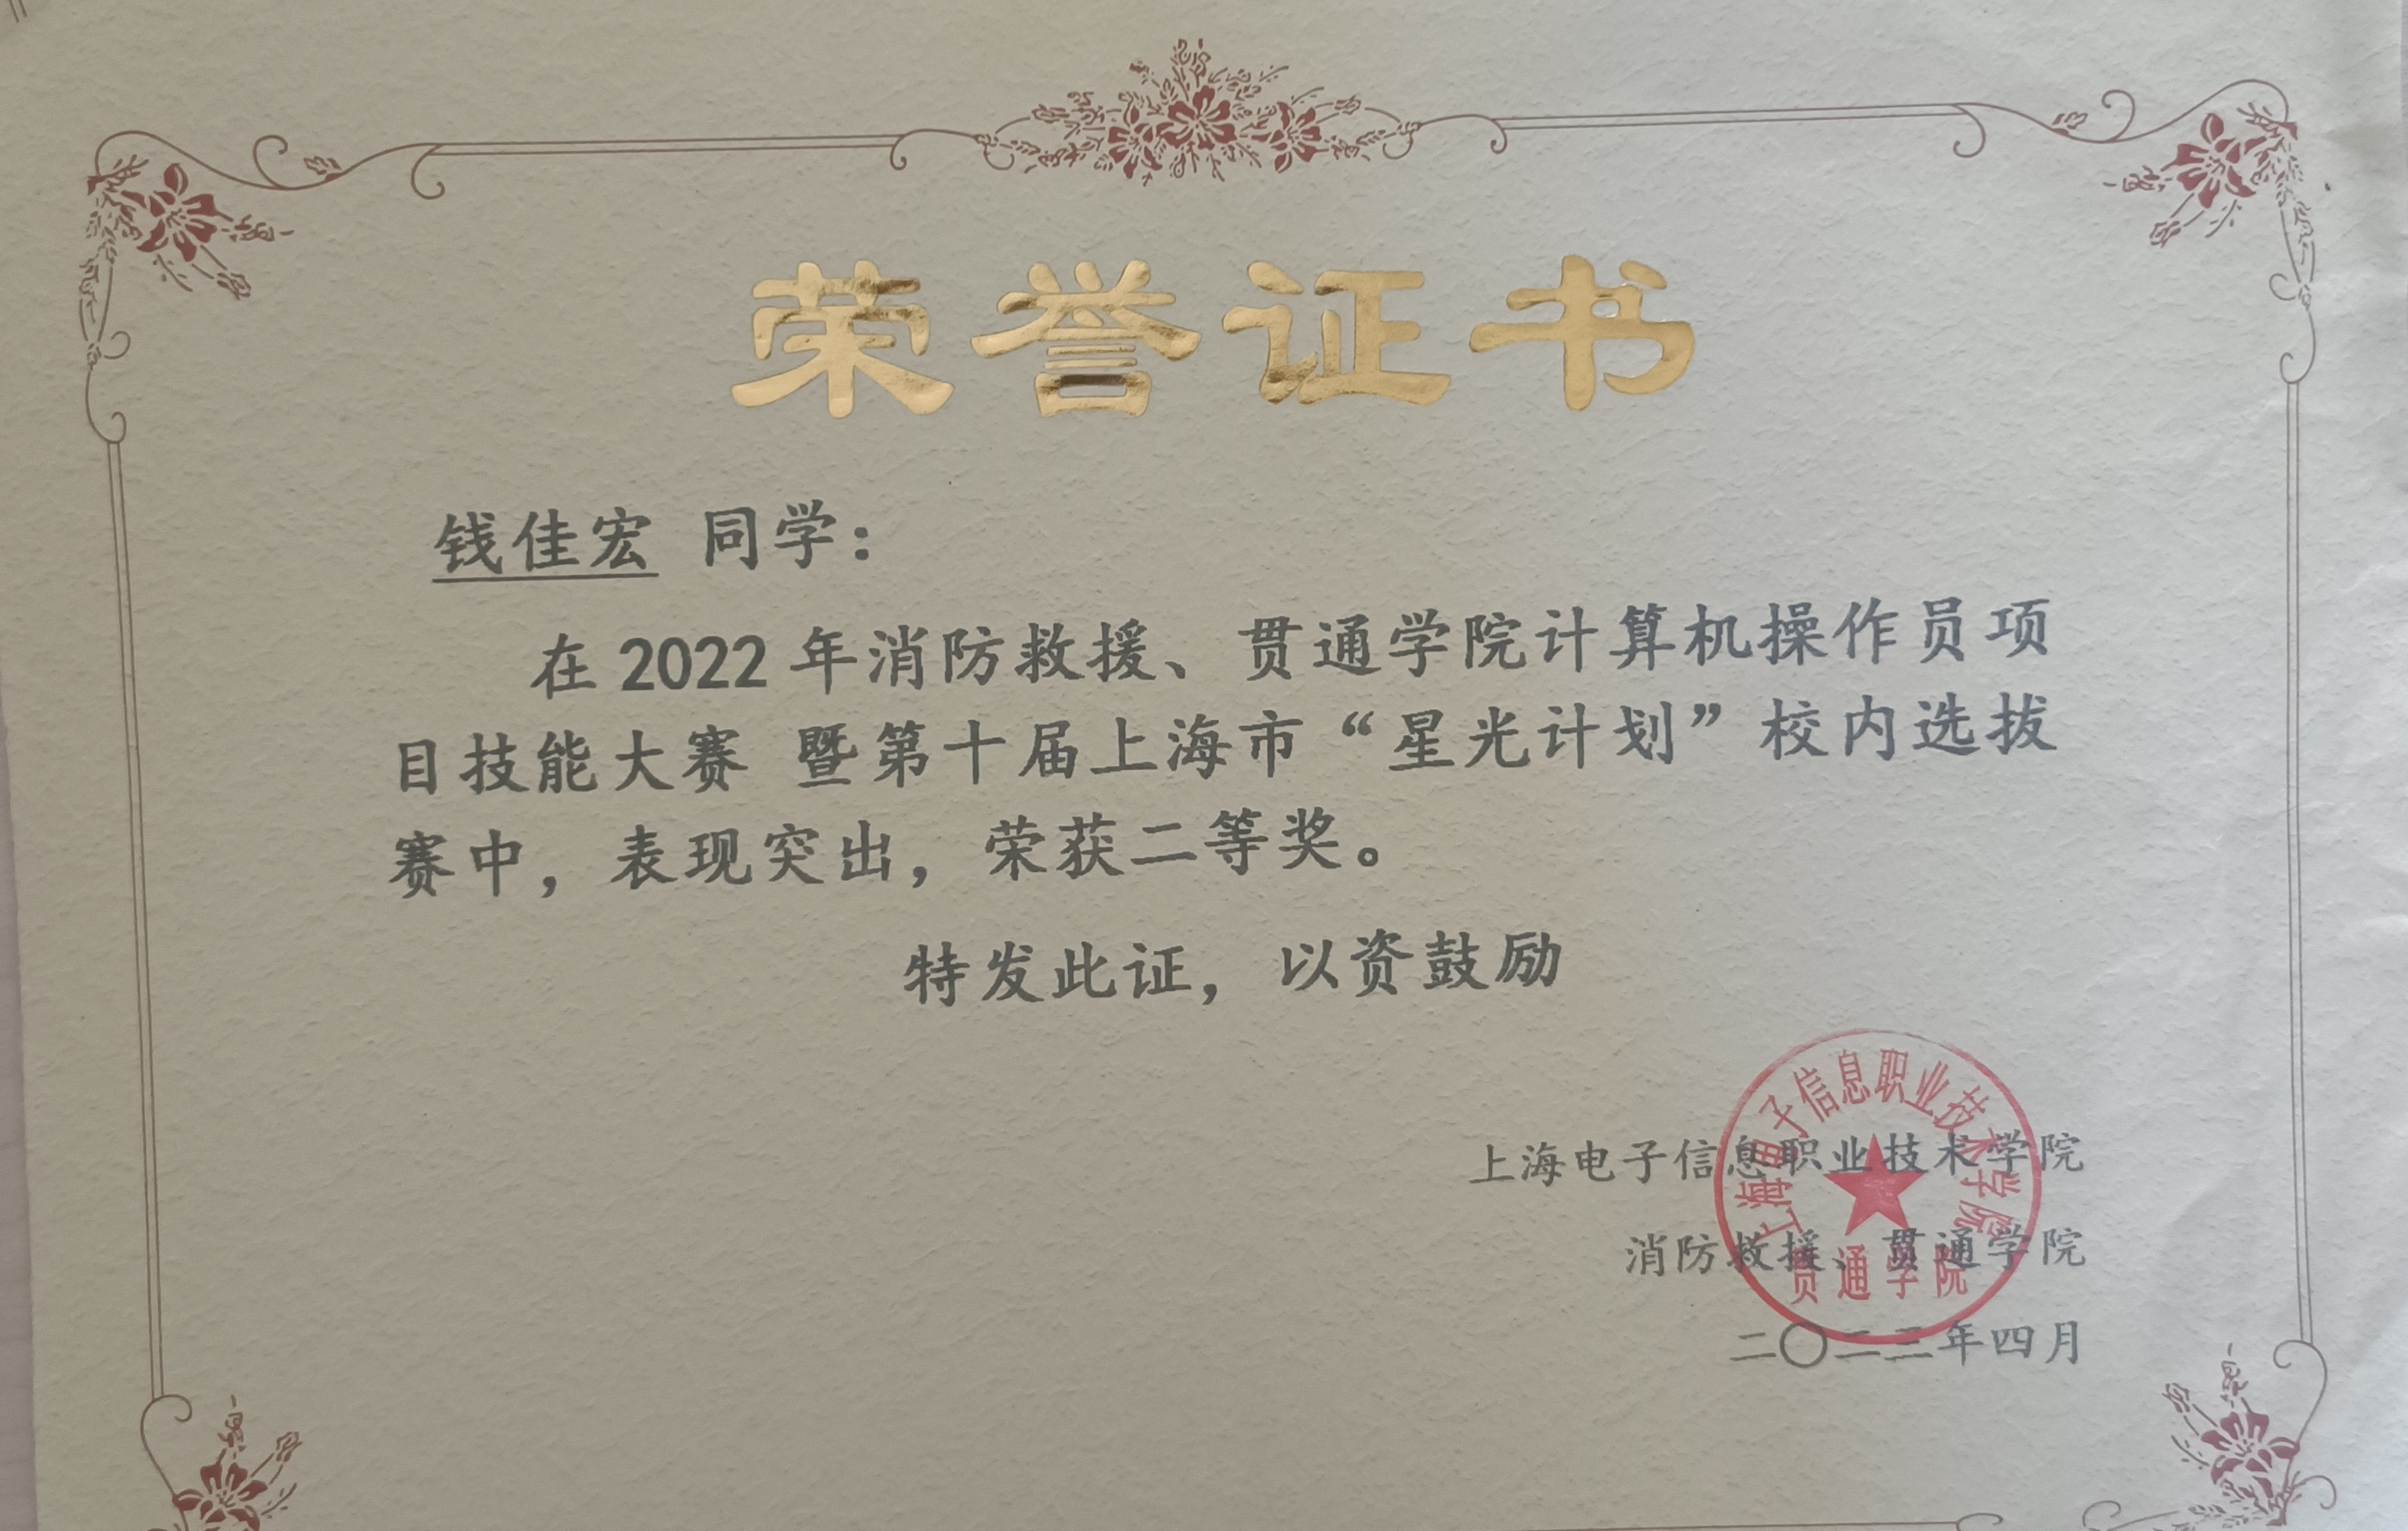 荣誉证书
钱佳宏 同学：
在 2022 年消防救援、贯通学院计算机操作员项
目技能大赛 暨第十届上海市“星光计划”校内选拔
赛中，表现突出，荣获二等奖。
特发此证，以资鼓励
上海电子信息职业技术学院
消防救援、贯通学院
二〇二三年四月
上海电子信息职业技术学院
贯通学院